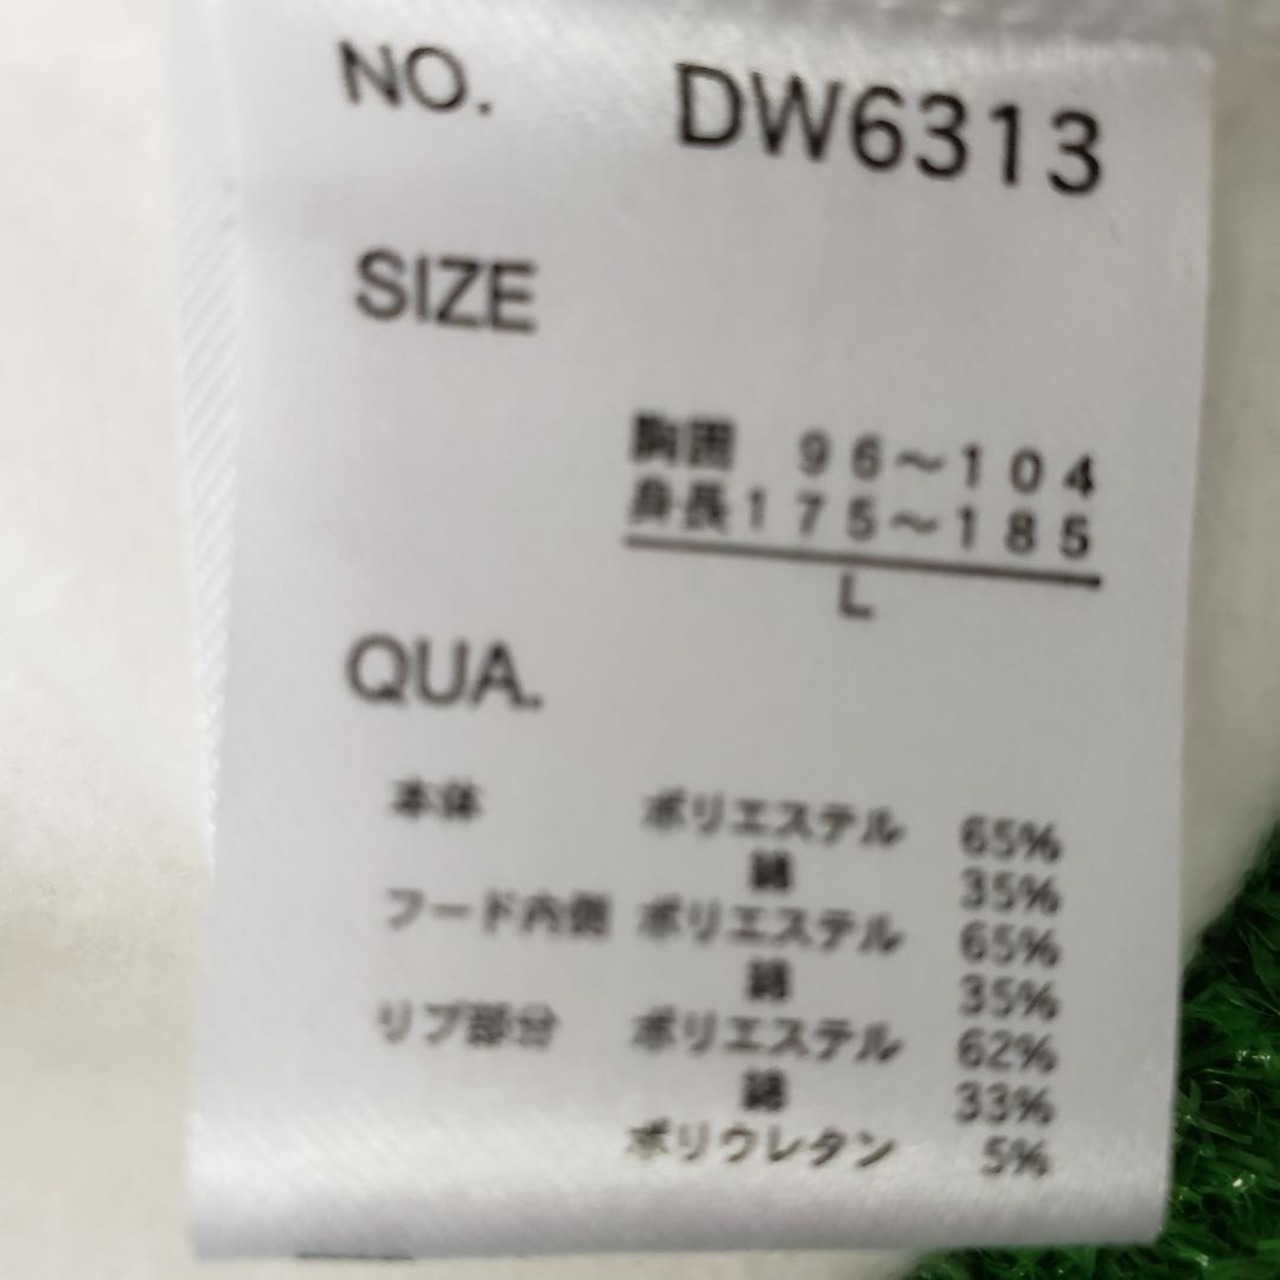 NO. DW6313
SIZE
胸囲 96～104
身長175～185
L
QUA.
本体 ポリエステル 65%
綿 35%
フード内側 ポリエステル 65%
綿 35%
リブ部分 ポリエステル 62%
綿 33%
ポリウレタン 5%